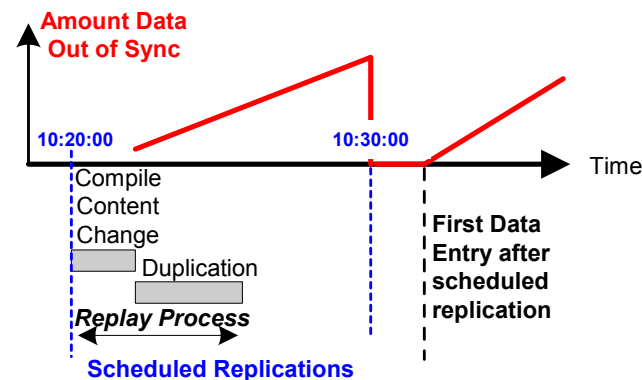 Amount Data
Out of Sync
10:20:00
10:30:00
Time
Compile
Content
Change
Duplication
Replay Process
First Data
Entry after
scheduled
replication
Scheduled Replications